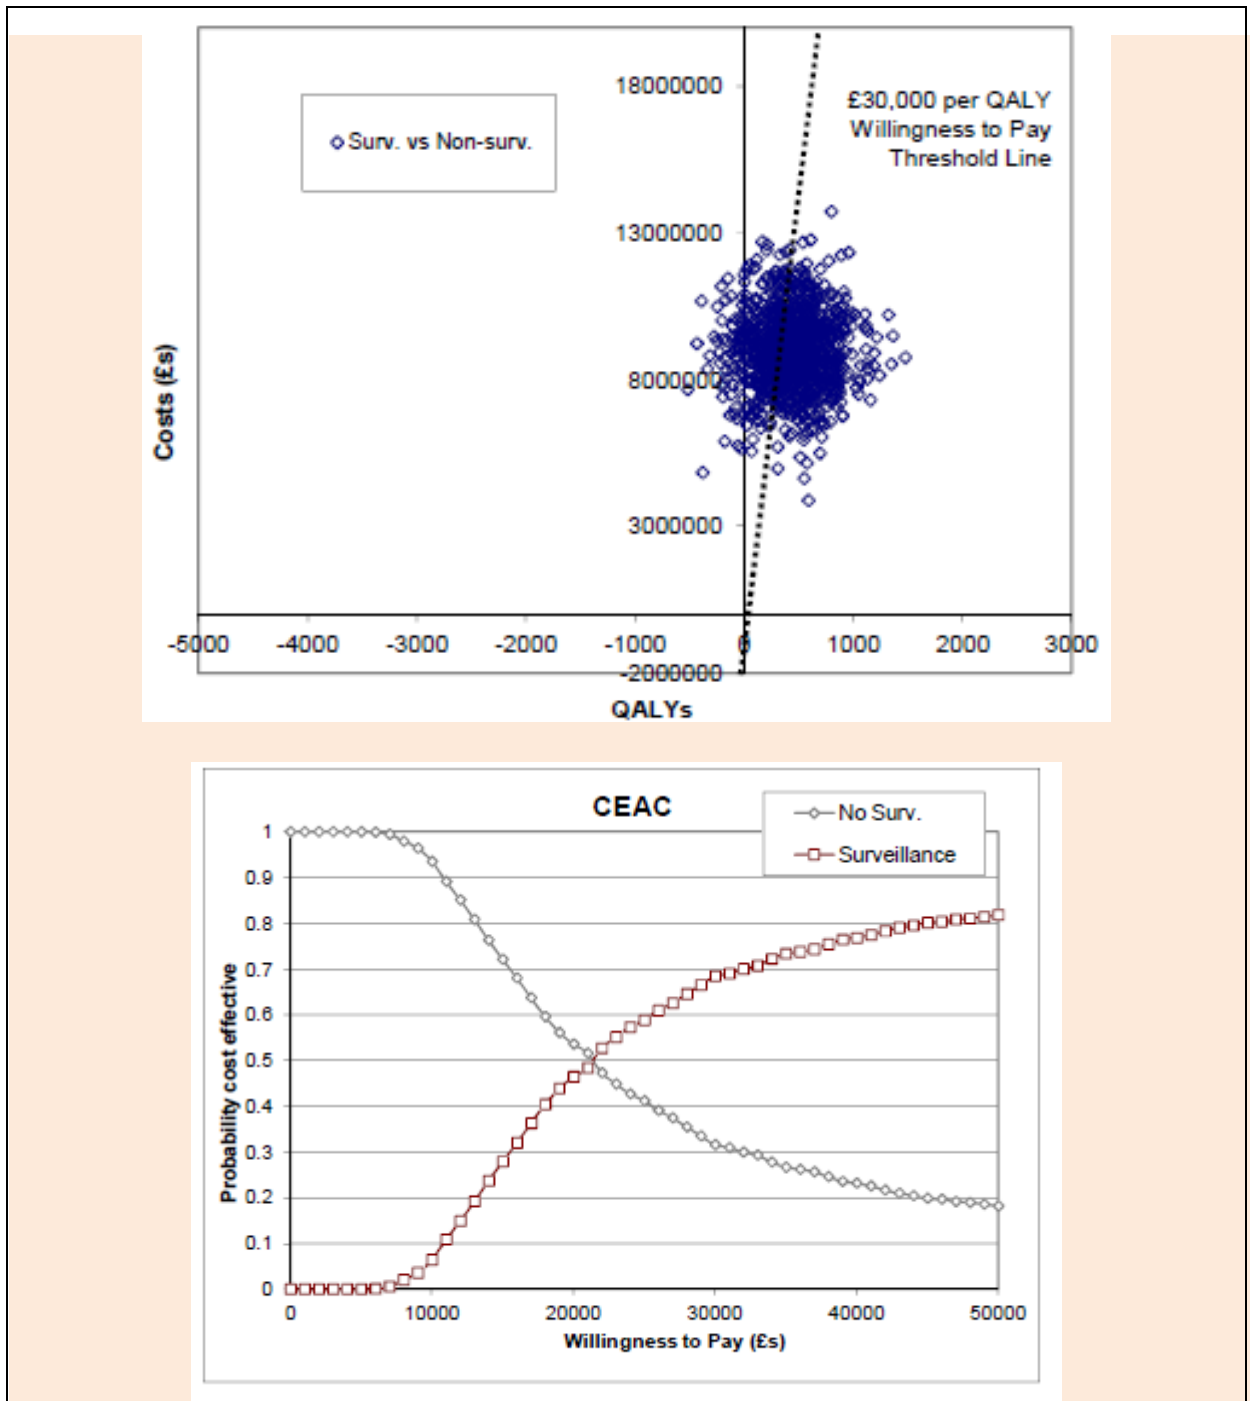 18000000
£30,000 per QALY
Willingness to Pay
Threshold Line
Surv. vs Non-surv.
13000000
Costs (£s)
8000000
3000000
-5000 -4000 -3000 -2000 -1000 0 1000 2000 3000
-2000000
QALYs
CEAC
No Surv.
Surveillance
1
0.9
0.8
0.7
0.6
0.5
0.4
0.3
0.2
0.1
0
Probability cost effective
0 10000 20000 30000 40000 50000
Willingness to Pay (£s)